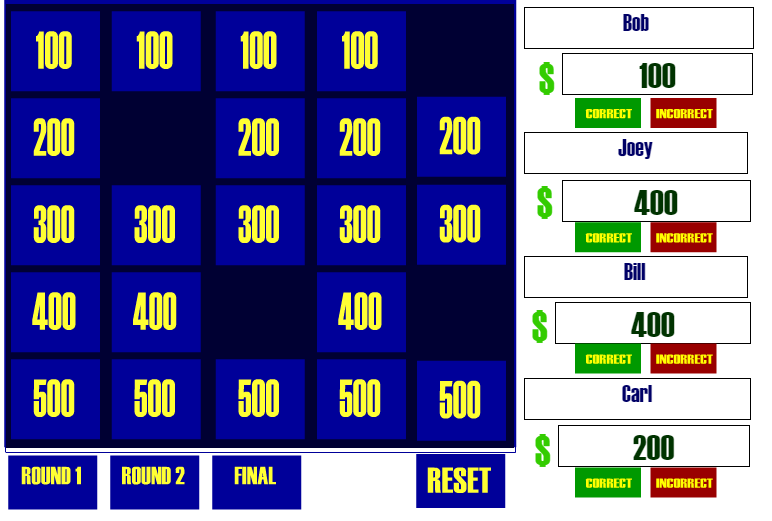 100 100 100 100
200 200 200 200
300 300 300 300 300
400 400 400
500 500 500 500 500
ROUND 1 ROUND 2 FINAL RESET
Bob
$ 100
CORRECT INCORRECT
Joey
$ 400
CORRECT INCORRECT
Bill
$ 400
CORRECT INCORRECT
Carl
$ 200
CORRECT INCORRECT